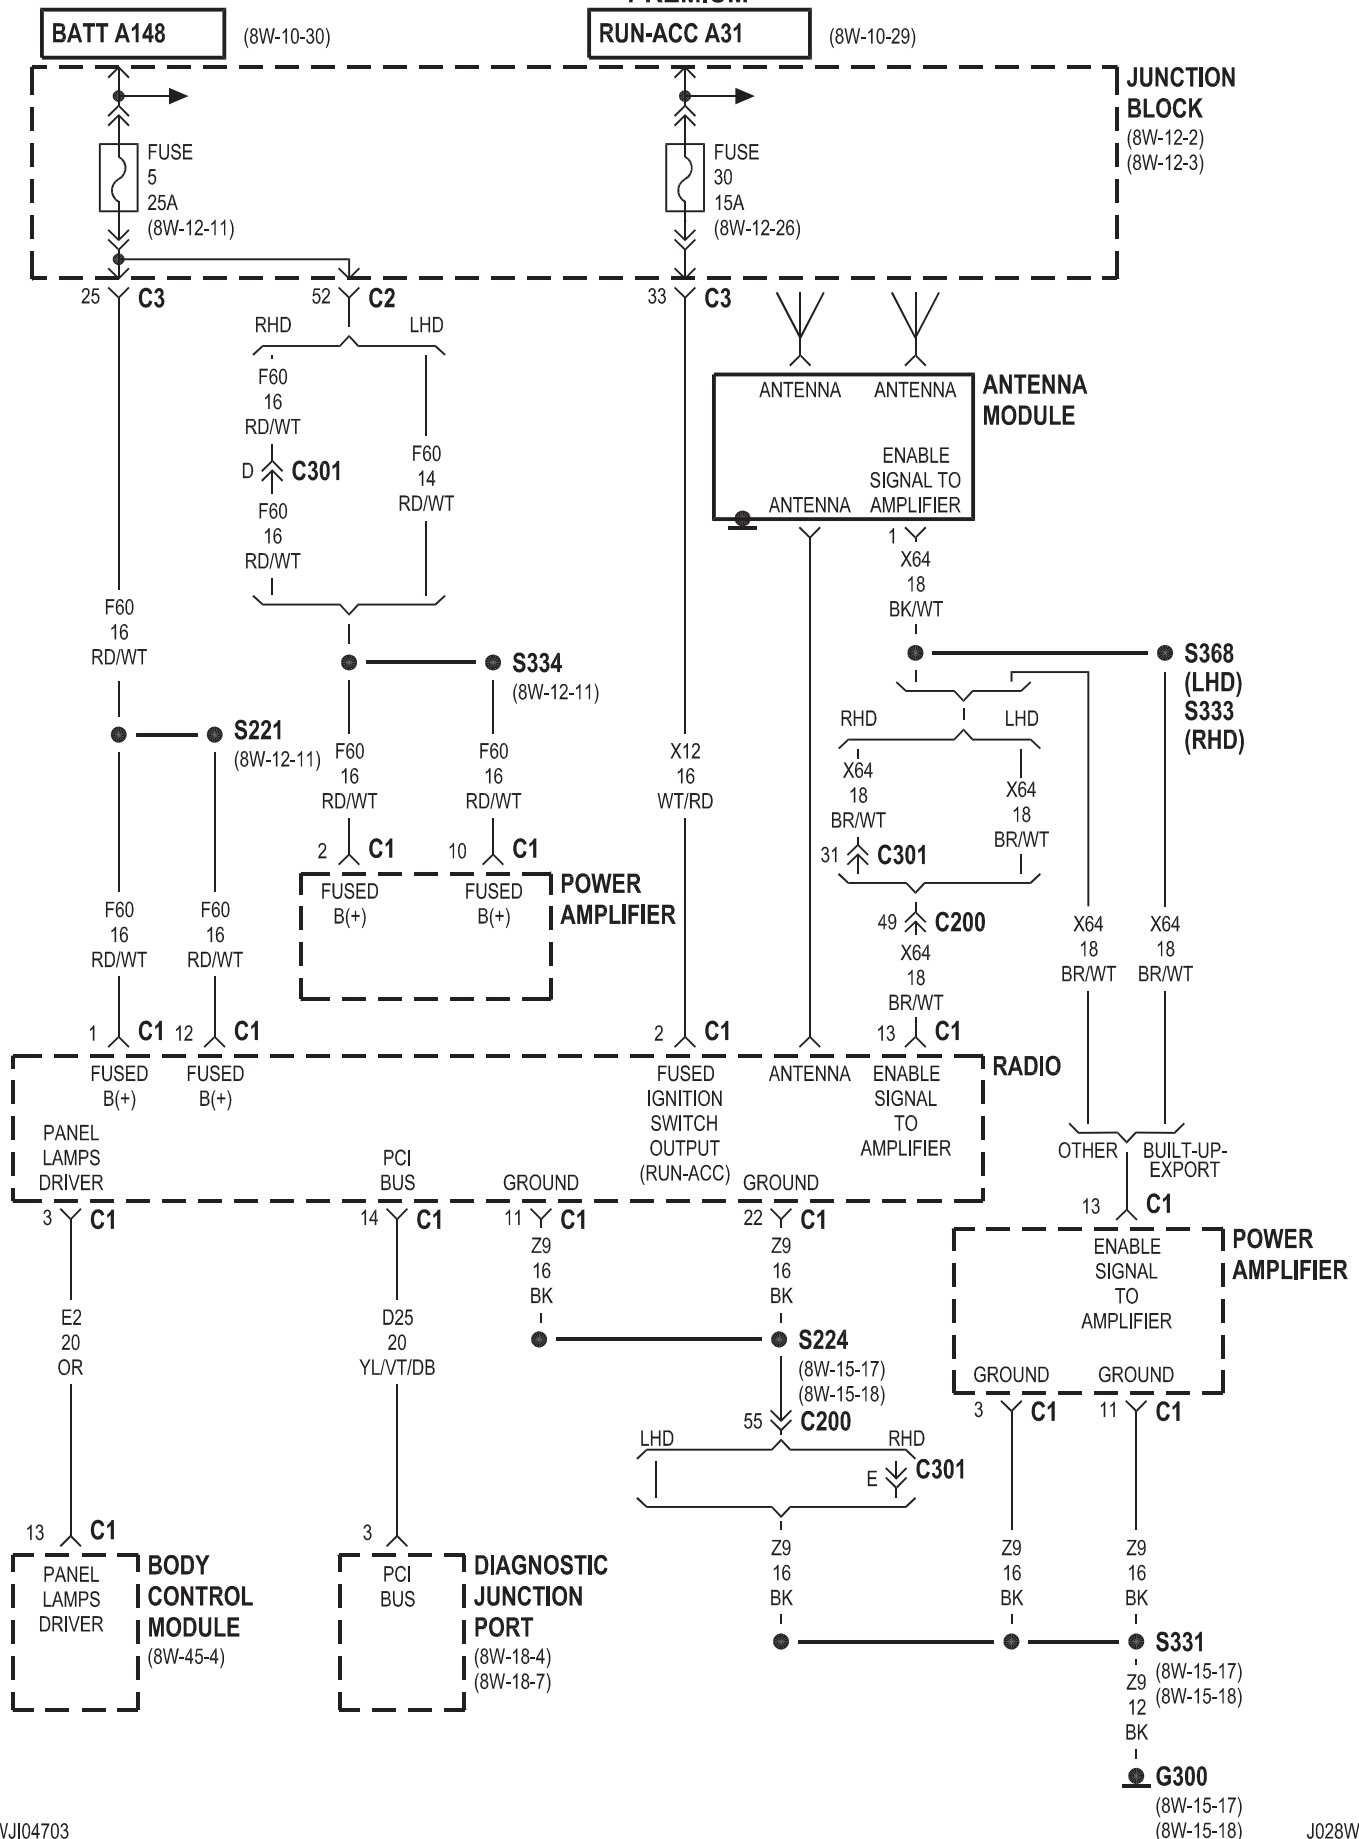 BATT A148
(8W-10-30)
RUN-ACC A31
(8W-10-29)
JUNCTION
BLOCK
(8W-12-2)
(8W-12-3)
FUSE
5
25A
(8W-12-11)
FUSE
30
15A
(8W-12-26)
25
C3
52
C2
33
C3
RHD
LHD
F60
16
RD/WT
D
C301
F60
16
RD/WT
F60
14
RD/WT
ANTENNA
ANTENNA
ANTENNA
MODULE
ENABLE
SIGNAL TO
AMPLIFIER
ANTENNA
1
X64
18
BK/WT
F60
16
RD/WT
S334
(8W-12-11)
S368
(LHD)
S333
(RHD)
S221
(8W-12-11)
F60
16
RD/WT
F60
16
RD/WT
X12
16
WT/RD
RHD
LHD
X64
18
BR/WT
X64
18
BR/WT
31
C301
2
C1
10
C1
FUSED
B(+)
FUSED
B(+)
POWER
AMPLIFIER
49
C200
F60
16
RD/WT
F60
16
RD/WT
X64
18
BR/WT
X64
18
BR/WT
X64
18
BR/WT
1
C1
12
C1
2
C1
13
C1
RADIO
FUSED
B(+)
FUSED
B(+)
FUSED
IGNITION
SWITCH
OUTPUT
(RUN-ACC)
ANTENNA
ENABLE
SIGNAL
TO
AMPLIFIER
PANEL
LAMPS
DRIVER
PCI
BUS
GROUND
GROUND
OTHER
BUILT-UP-
EXPORT
3
C1
14
C1
11
C1
22
C1
13
C1
Z9
16
BK
Z9
16
BK
ENABLE
SIGNAL
TO
AMPLIFIER
POWER
AMPLIFIER
E2
20
OR
D25
20
YL/VT/DB
S224
(8W-15-17)
(8W-15-18)
GROUND
GROUND
55
C200
3
C1
11
C1
LHD
RHD
E
C301
13
C1
3
PANEL
LAMPS
DRIVER
BODY
CONTROL
MODULE
(8W-45-4)
PCI
BUS
DIAGNOSTIC
JUNCTION
PORT
(8W-18-4)
(8W-18-7)
Z9
16
BK
Z9
16
BK
Z9
16
BK
S331
(8W-15-17)
(8W-15-18)
Z9
12
BK
G300
(8W-15-17)
(8W-15-18)
WJI04703
J028W